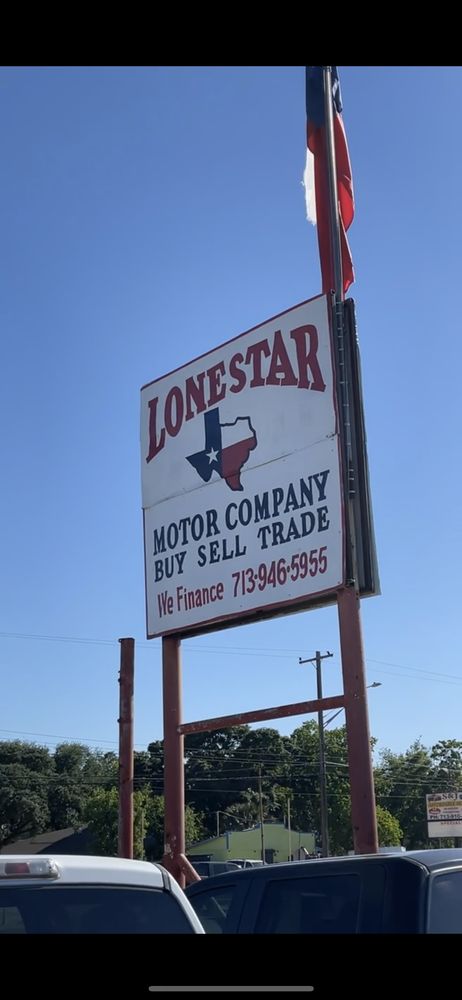 LONESTAR
MOTOR COMPANY
BUY SELL TRADE
We Finance 713·946·5955
S&J